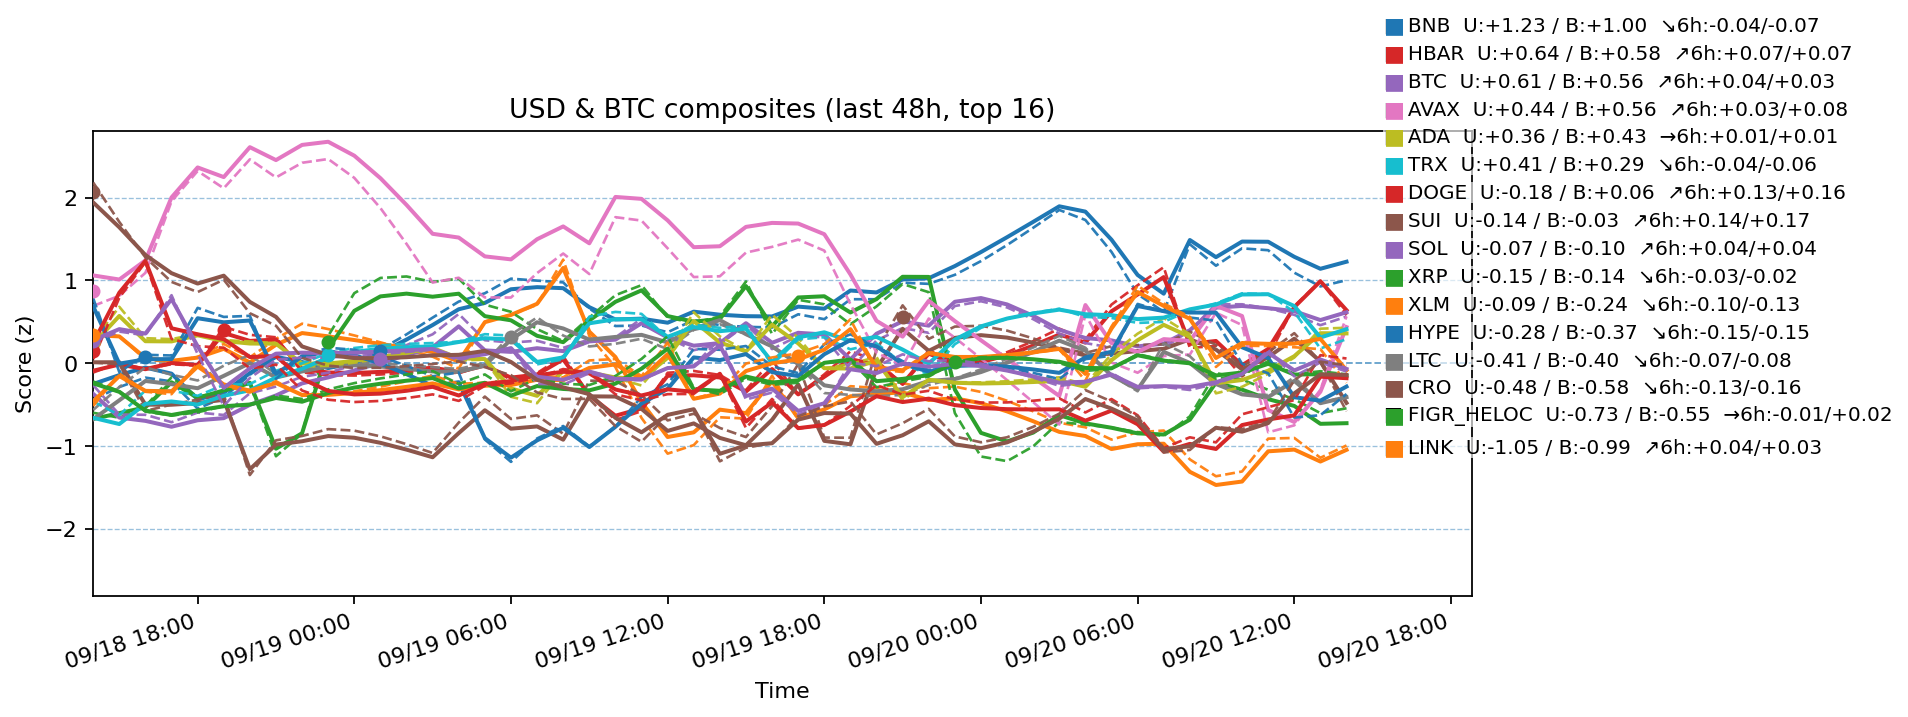 BNB  U:+1.23 / B:+1.00  ↘6h:-0.04/-0.07
HBAR  U:+0.64 / B:+0.58  ↗6h:+0.07/+0.07
BTC  U:+0.61 / B:+0.56  ↗6h:+0.04/+0.03
AVAX  U:+0.44 / B:+0.56  ↗6h:+0.03/+0.08
ADA  U:+0.36 / B:+0.43  →6h:+0.01/+0.01
TRX  U:+0.41 / B:+0.29  ↘6h:-0.04/-0.06
DOGE  U:-0.18 / B:+0.06  ↗6h:+0.13/+0.16
SUI  U:-0.14 / B:-0.03  ↗6h:+0.14/+0.17
SOL  U:-0.07 / B:-0.10  ↗6h:+0.04/+0.04
XRP  U:-0.15 / B:-0.14  ↘6h:-0.03/-0.02
XLM  U:-0.09 / B:-0.24  ↘6h:-0.10/-0.13
HYPE  U:-0.28 / B:-0.37  ↘6h:-0.15/-0.15
LTC  U:-0.41 / B:-0.40  ↘6h:-0.07/-0.08
CRO  U:-0.48 / B:-0.58  ↘6h:-0.13/-0.16
FIGR_HELOC  U:-0.73 / B:-0.55  →6h:-0.01/+0.02
LINK  U:-1.05 / B:-0.99  ↗6h:+0.04/+0.03
USD & BTC composites (last 48h, top 16)
Score (z)
2
1
0
−1
−2
09/18 18:00
09/19 00:00
09/19 06:00
09/19 12:00
09/19 18:00
09/20 00:00
09/20 06:00
09/20 12:00
09/20 18:00
Time